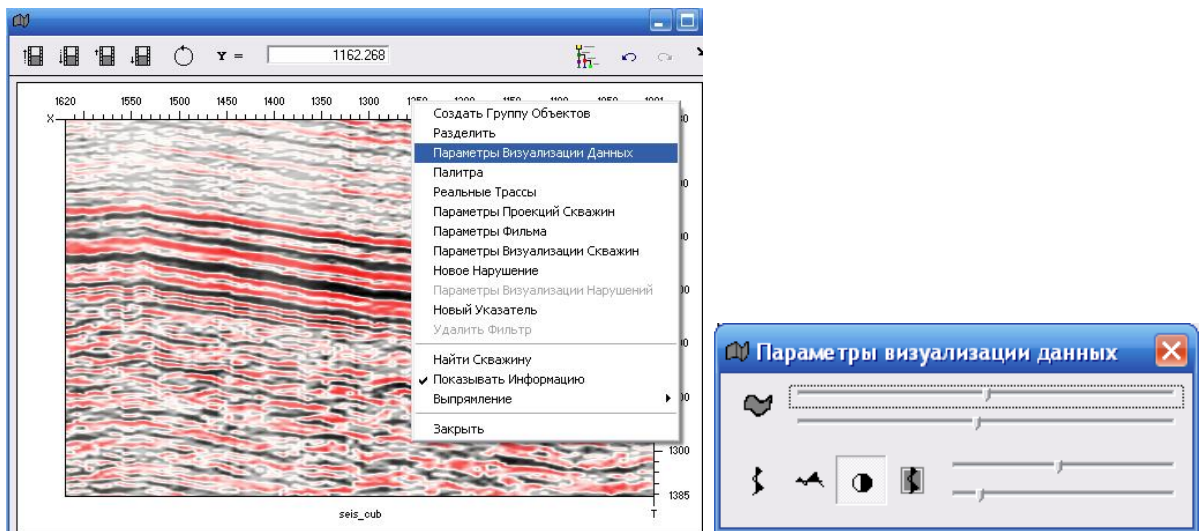 Y = 1162.268
1620 1550 1500 1450 1400 1350 1300
X
Создать Группу Объектов
Разделить
Параметры Визуализации Данных
Палитра
Реальные Трассы
Параметры Проекций Скважин
Параметры Фильма
Параметры Визуализации Скважин
Новое Нарушение
Параметры Визуализации Нарушений
Новый Указатель
Удалить Фильтр
Найти Скважину
Показывать Информацию
Выпрямление
Закрыть
1300
1385
seis_cub T
Параметры визуализации данных